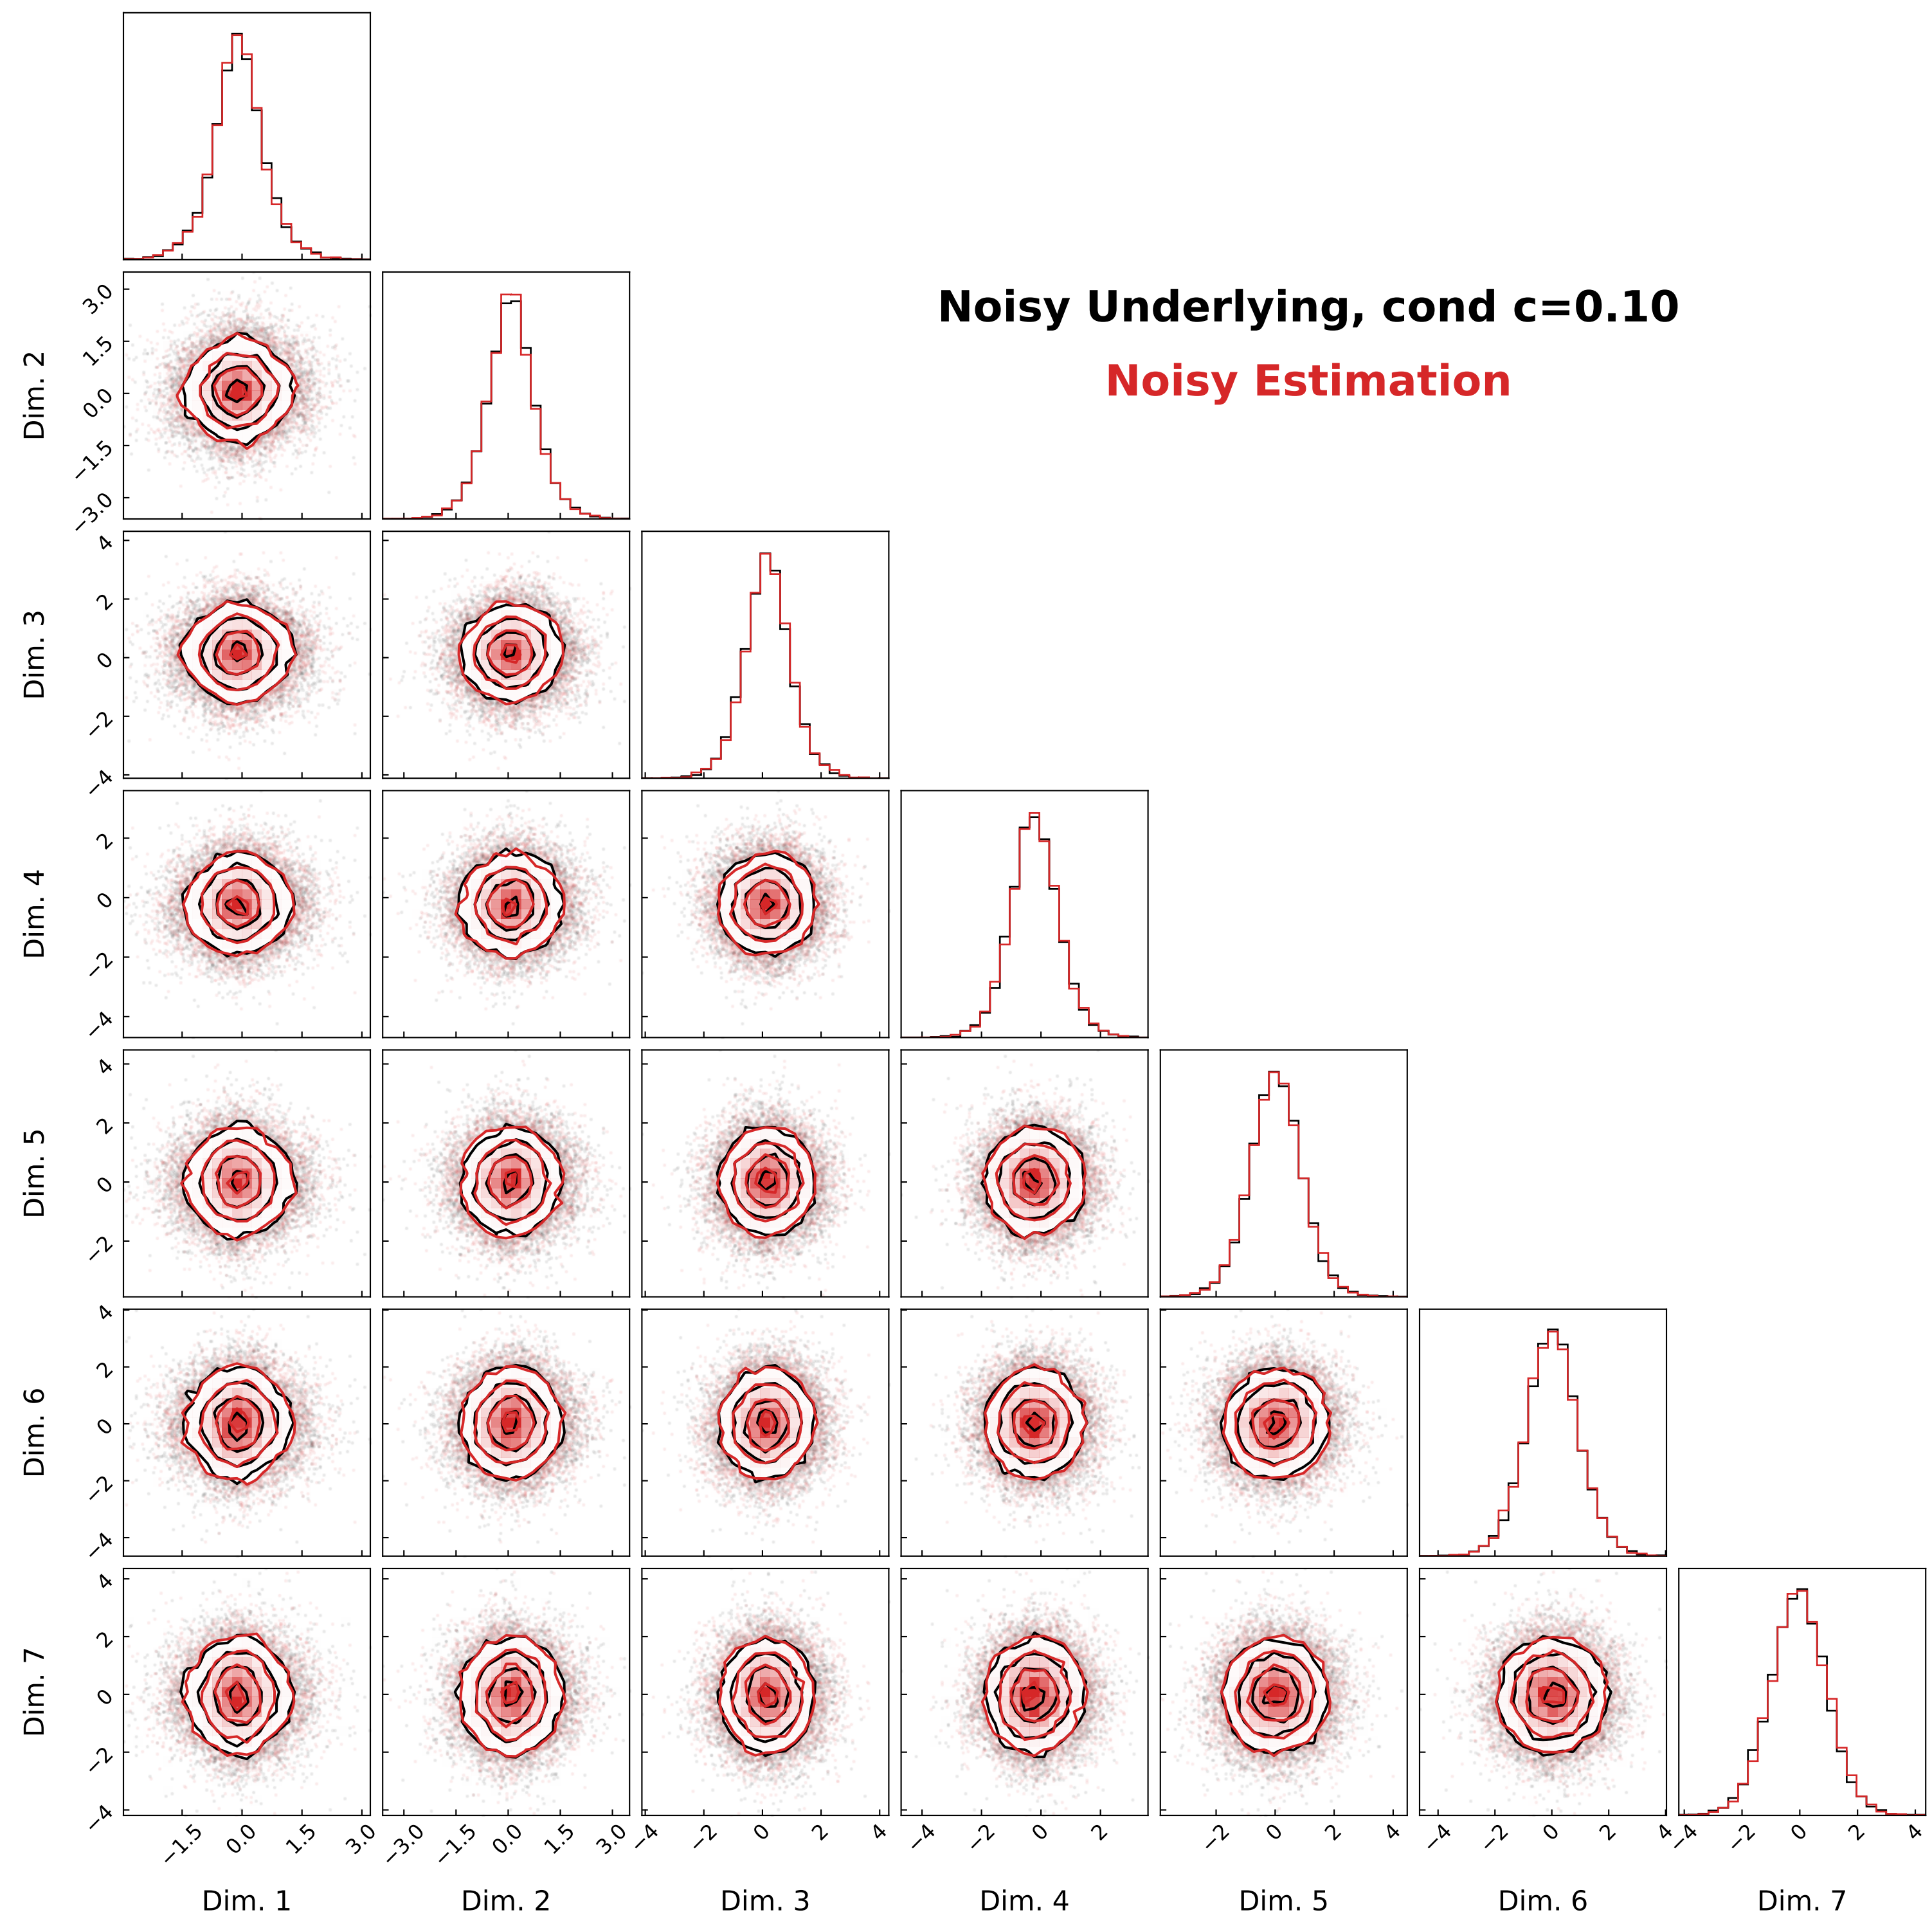 Noisy Underlying, cond c=0.10
Noisy Estimation
Dim. 2
3.0
1.5
0.0
−1.5
−3.0
Dim. 3
4
2
0
−2
−4
Dim. 4
2
0
−2
−4
Dim. 5
4
2
0
−2
Dim. 6
4
2
0
−2
−4
Dim. 7
4
2
0
−2
−4
−1.5 0.0 1.5 3.0 −3.0 −1.5 0.0 1.5 3.0 −4 −2 0 2 4 −4 −2 0 2 −2 0 2 4 −4 −2 0 2 4 −4 −2 0 2 4
Dim. 1 Dim. 2 Dim. 3 Dim. 4 Dim. 5 Dim. 6 Dim. 7